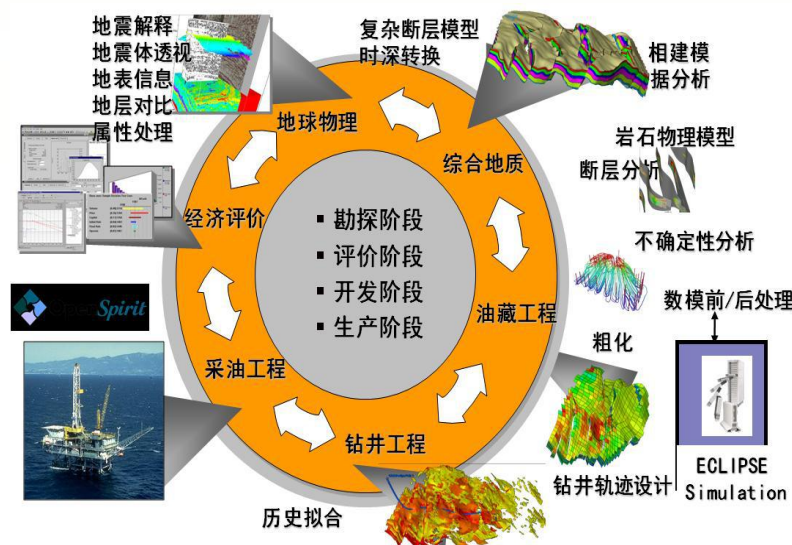 地震解释
地震体透视
地表信息
地层对比
属性处理
复杂断层模型
时深转换
相建模
据分析
岩石物理模型
断层分析
不确定性分析
数模前/后处理
粗化
ECLIPSE
Simulation
钻井轨迹设计
历史拟合
地球物理
综合地质
油藏工程
钻井工程
采油工程
经济评价
▪ 勘探阶段
▪ 评价阶段
▪ 开发阶段
▪ 生产阶段
Spirit